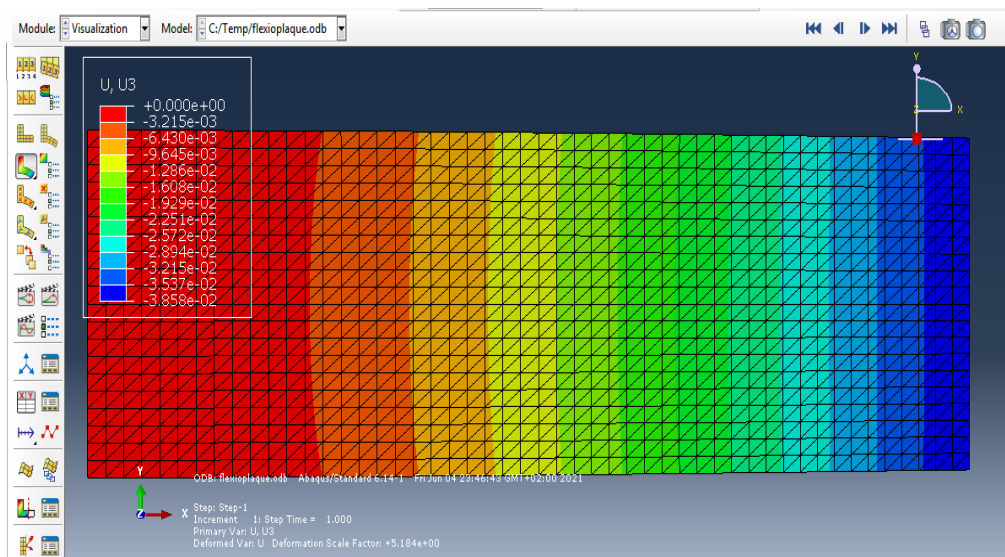 Module: Visualization Model: C:/Temp/flexioplaque.odb
Y
X
Z
U, U3
+0.000e+00
-3.215e-03
-6.430e-03
-9.645e-03
-1.286e-02
-1.608e-02
-1.929e-02
-2.251e-02
-2.572e-02
-2.894e-02
-3.215e-02
-3.537e-02
-3.858e-02
Y
Z X
ODB: flexioplaque.odb Abaqus/Standard 6.14-1 Fri Jun 04 23:46:43 GMT+02:00 2021
Step: Step-1
Increment 1: Step Time = 1.000
Primary Var: U, U3
Deformed Var: U Deformation Scale Factor: +5.184e+00